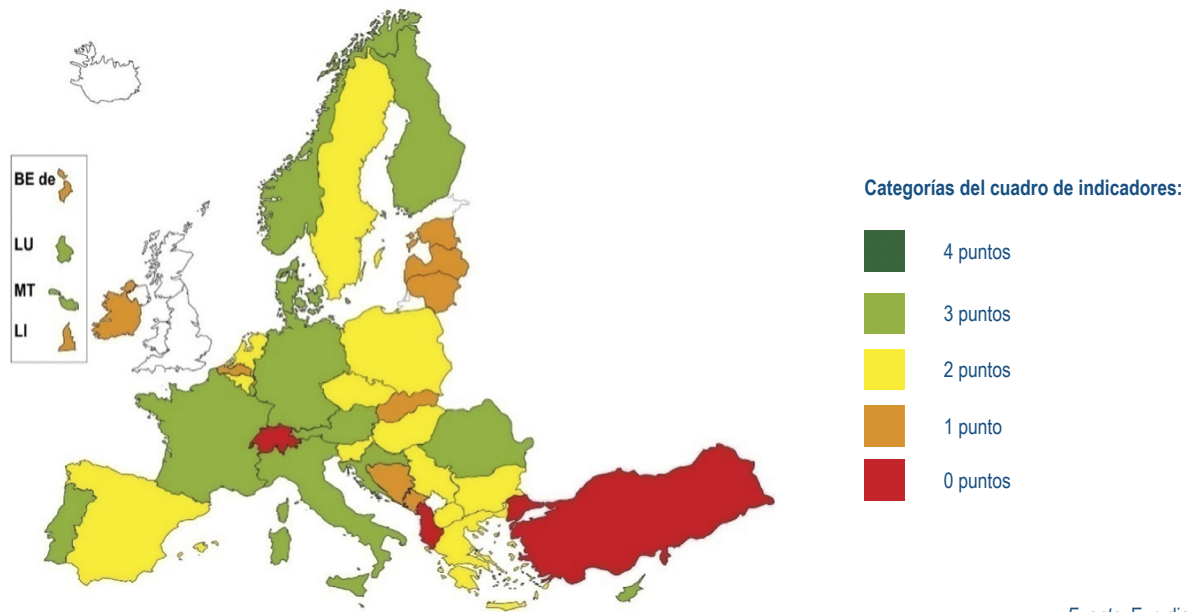 BE de
LU
MT
LI
Categorías del cuadro de indicadores:
4 puntos
3 puntos
2 puntos
1 punto
0 puntos